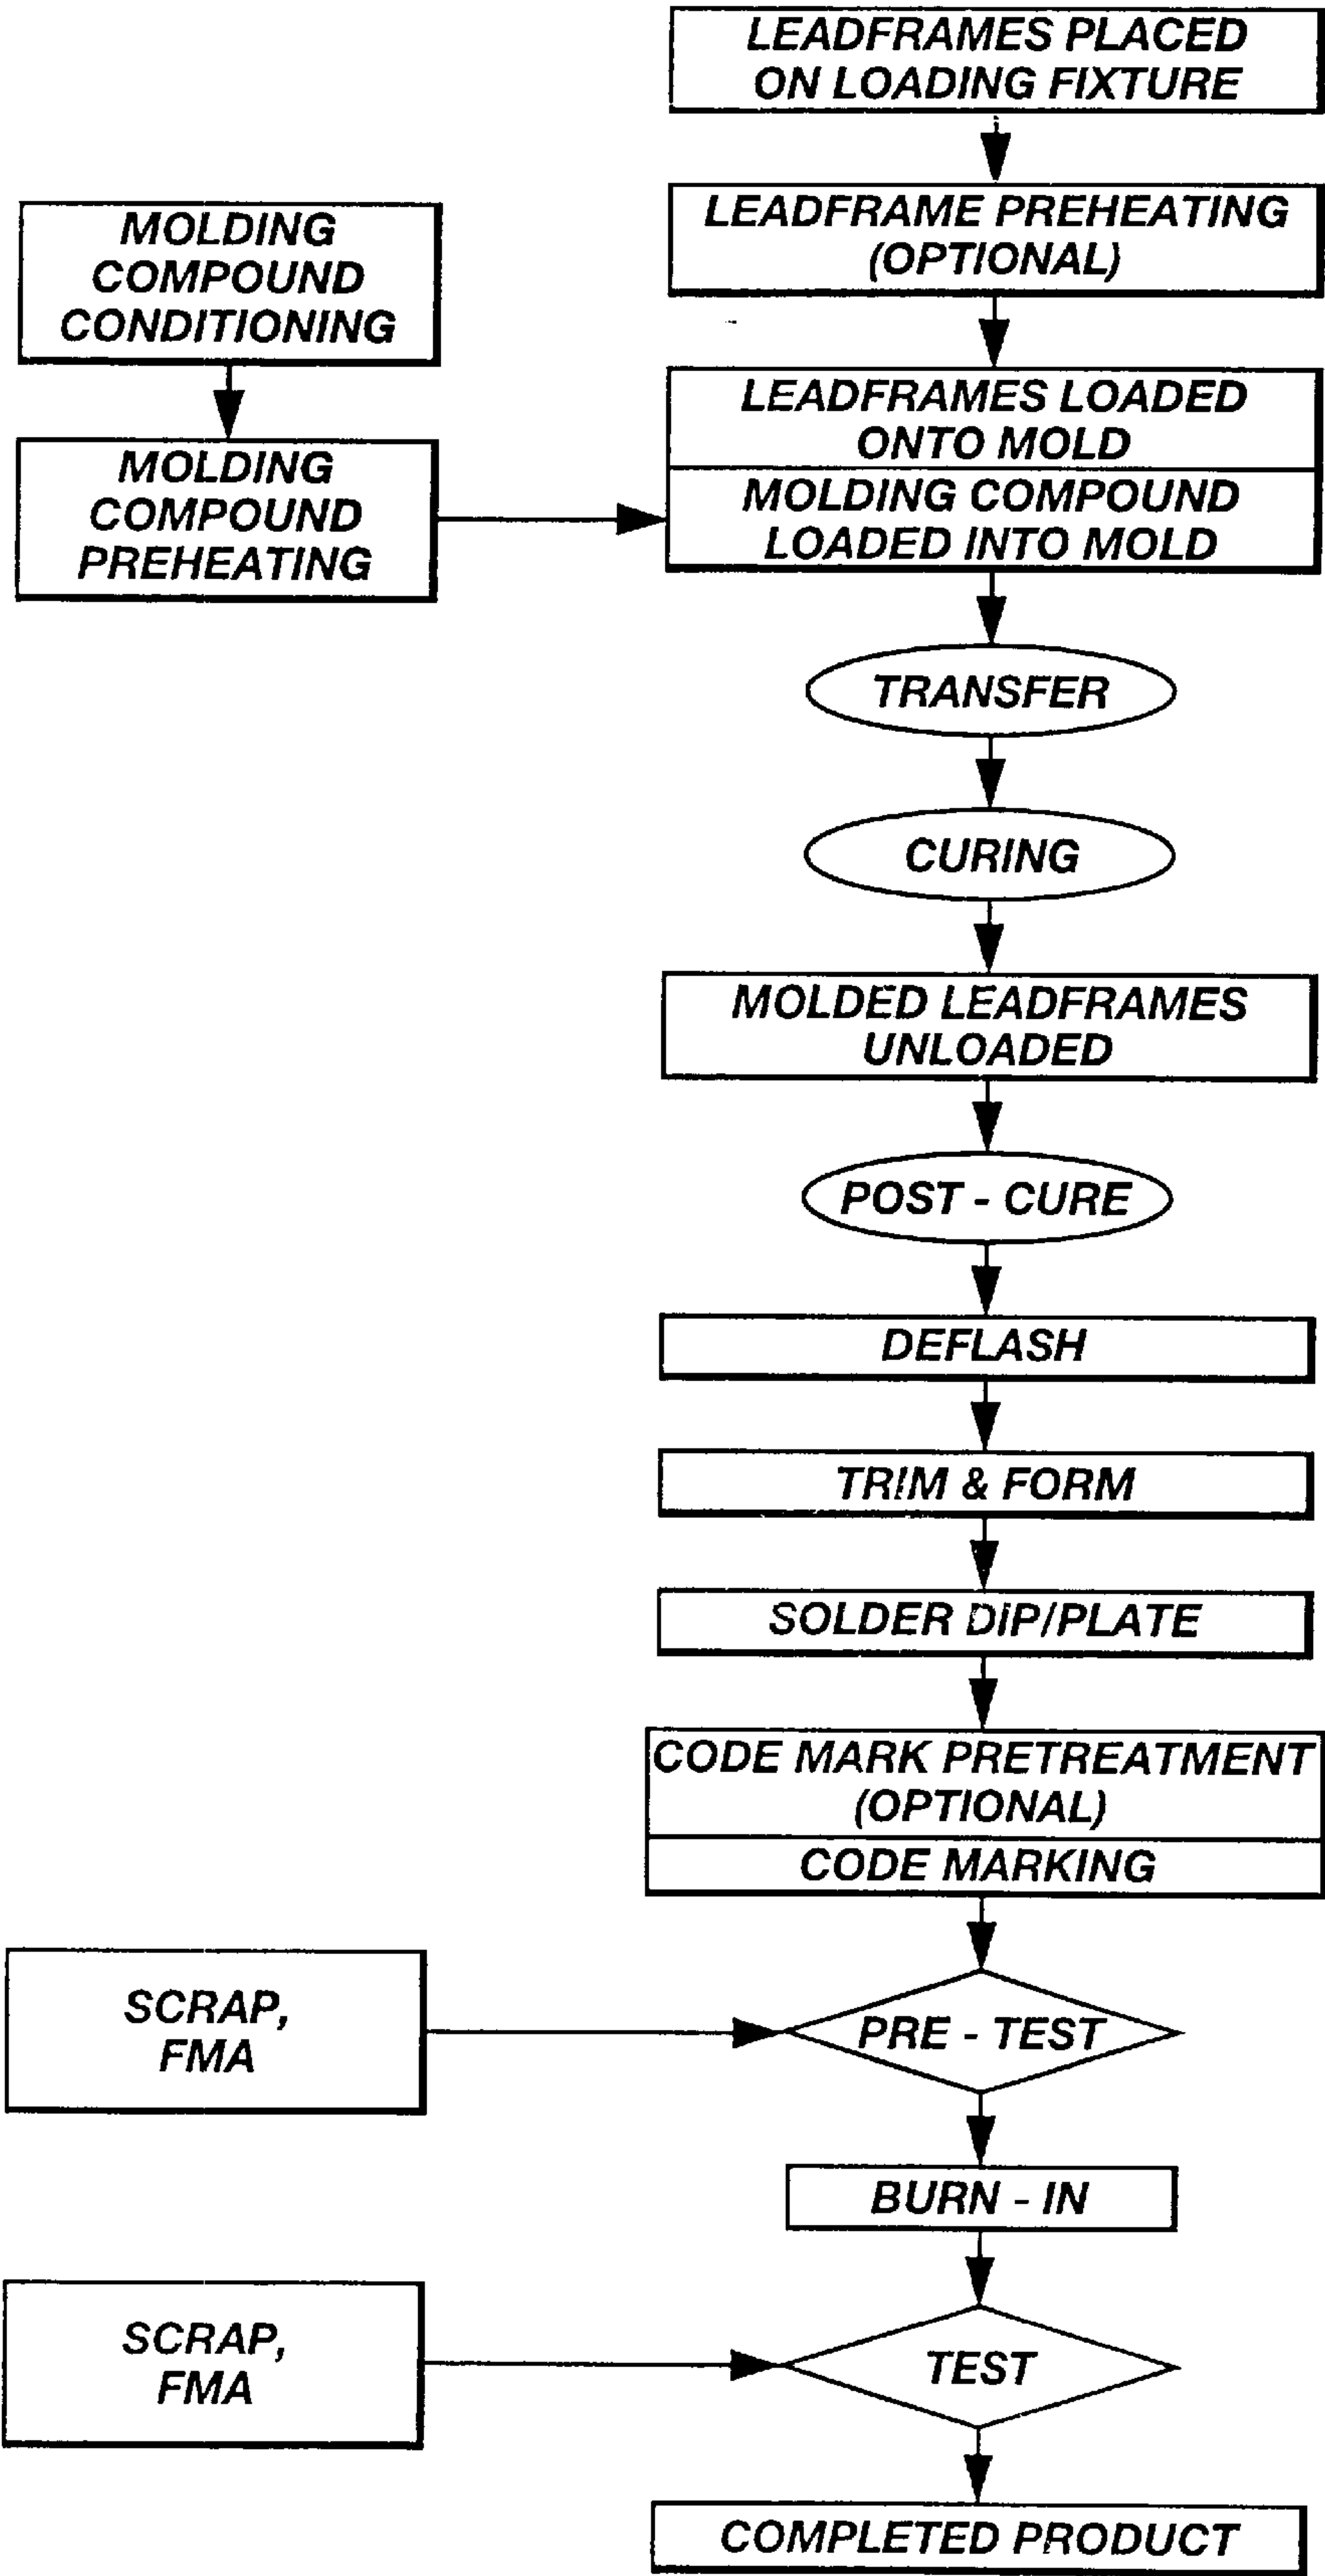 LEADFRAMES PLACED
ON LOADING FIXTURE
LEADFRAME PREHEATING
(OPTIONAL)
MOLDING
COMPOUND
CONDITIONING
LEADFRAMES LOADED
ONTO MOLD
MOLDING
COMPOUND
PREHEATING
MOLDING COMPOUND
LOADED INTO MOLD
TRANSFER
CURING
MOLDED LEADFRAMES
UNLOADED
POST - CURE
DEFLASH
TRIM & FORM
SOLDER DIP/PLATE
CODE MARK PRETREATMENT
(OPTIONAL)
CODE MARKING
SCRAP,
FMA
PRE - TEST
BURN - IN
SCRAP,
FMA
TEST
COMPLETED PRODUCT